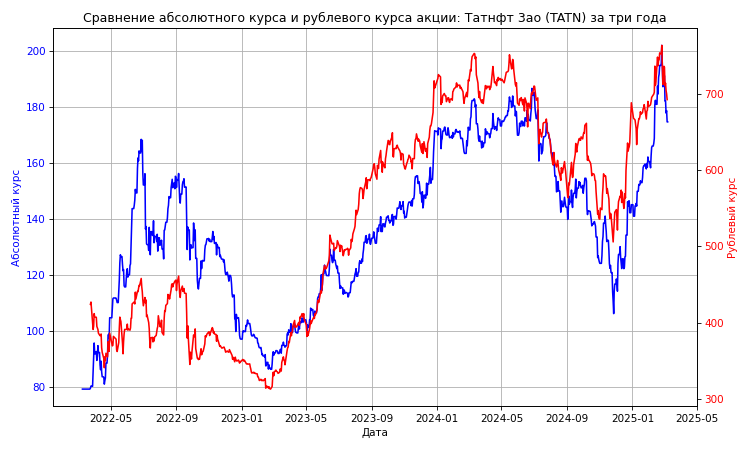 Сравнение абсолютного курса и рублевого курса акции: Татнфт 3ао (TATN) за три года
Абсолютный курс
200
180
160
140
120
100
80
Рублевый курс
700
600
500
400
300
2022-05 2022-09 2023-01 2023-05 2023-09 2024-01 2024-05 2024-09 2025-01 2025-05
Дата